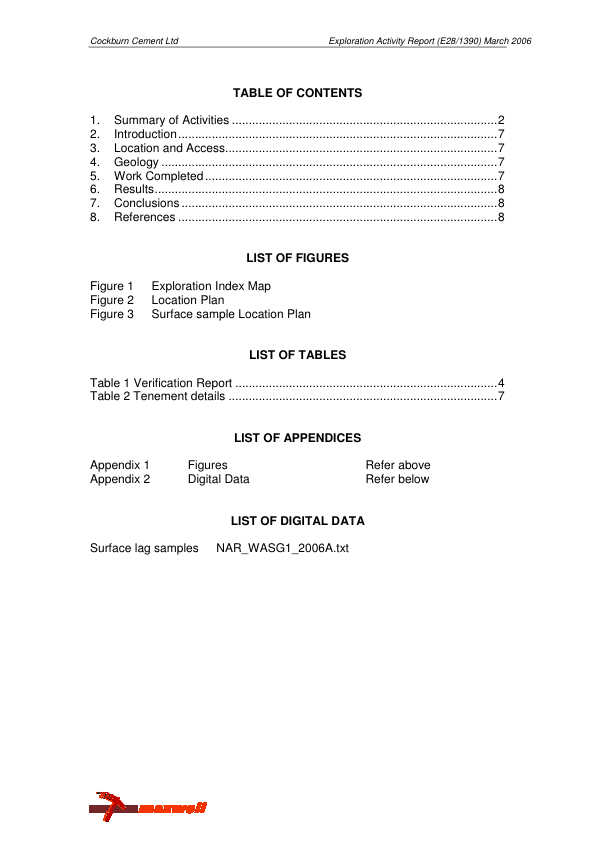 Cockburn Cement Ltd Exploration Activity Report (E28/1390) March 2006
TABLE OF CONTENTS
1. Summary of Activities ................................................................................2
2. Introduction................................................................................................7
3. Location and Access..................................................................................7
4. Geology .....................................................................................................7
5. Work Completed........................................................................................7
6. Results.......................................................................................................8
7. Conclusions ...............................................................................................8
8. References ................................................................................................8
LIST OF FIGURES
Figure 1 Exploration Index Map
Figure 2 Location Plan
Figure 3 Surface sample Location Plan
LIST OF TABLES
Table 1 Verification Report ...............................................................................4
Table 2 Tenement details .................................................................................7
LIST OF APPENDICES
Appendix 1 Figures Refer above
Appendix 2 Digital Data Refer below
LIST OF DIGITAL DATA
Surface lag samples NAR_WASG1_2006A.txt
maxwell